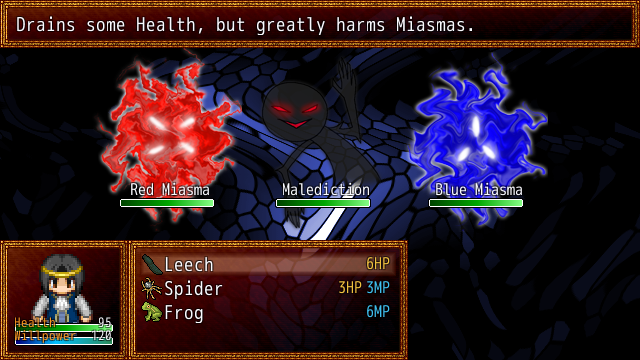 Drains some Health, but greatly harms Miasmas.
Red Miasma
Malediction
Blue Miasma
Leech 6HP
Spider 3HP 3MP
Frog 6MP
Health 95
Willpower 120